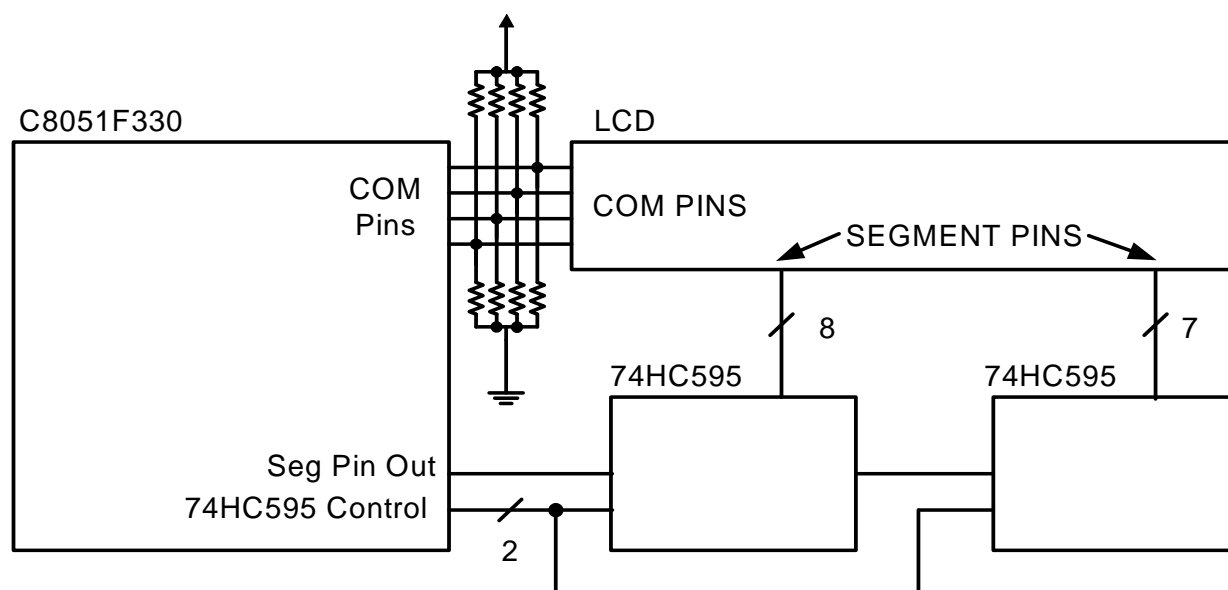 C8051F330
LCD
COM
Pins
COM PINS
SEGMENT PINS
8
7
74HC595
74HC595
Seg Pin Out
74HC595 Control
2